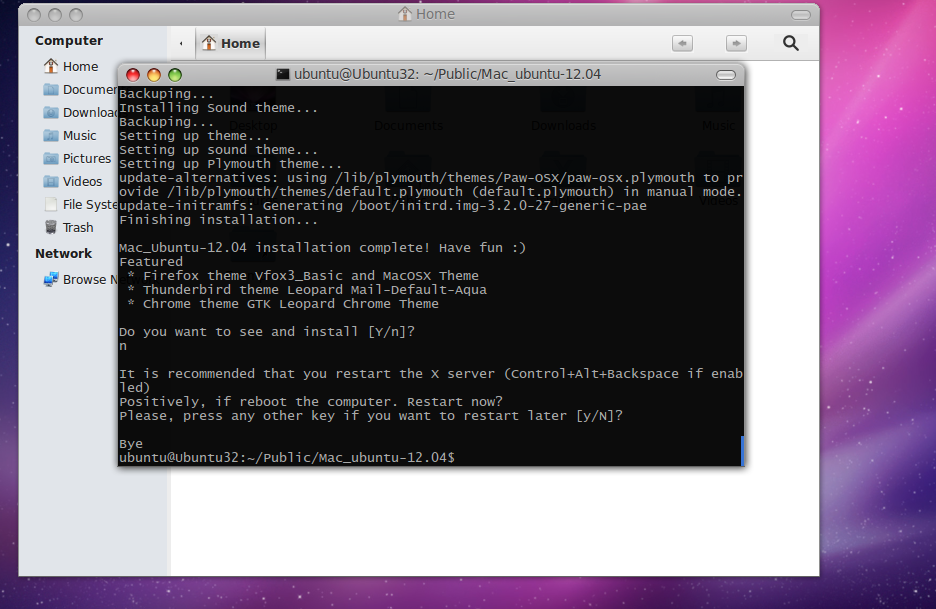 Home
Computer
Home
Documen
Downloac
Music
Pictures
Videos
File Syste
Trash
Network
Browse N
Home
ubuntu@Ubuntu32: ~/Public/Mac_ubuntu-12.04
Backuping...
Installing Sound theme...
Backuping...
Setting up theme...
Setting up sound theme...
Setting up Plymouth theme...
update-alternatives: using /lib/plymouth/themes/Paw-OSX/paw-osx.plymouth to pr
ovide /lib/plymouth/themes/default.plymouth (default.plymouth) in manual mode.
update-initramfs: Generating /boot/initrd.img-3.2.0-27-generic-pae
Finishing installation...
Mac_Ubuntu-12.04 installation complete! Have fun :)
Featured
* Firefox theme Vfox3_Basic and MacOSX Theme
* Thunderbird theme Leopard Mail-Default-Aqua
* Chrome theme GTK Leopard Chrome Theme
Do you want to see and install [Y/n]?
n
It is recommended that you restart the X server (Control+Alt+Backspace if enab
led)
Positively, if reboot the computer. Restart now?
Please, press any other key if you want to restart later [y/N]?
Bye
ubuntu@Ubuntu32:~/Public/Mac_ubuntu-12.04$
Desktop
Documents
Downloads
Music
Videos